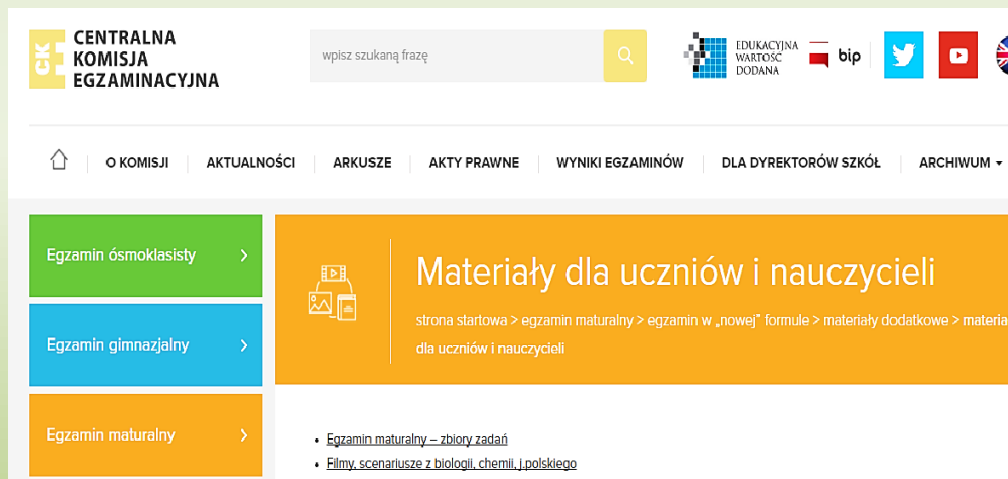 CK
E
CENTRALNA
KOMISJA
EGZAMINACYJNA
wpisz szukaną frazę
EDUKACYJNA
WARTOŚĆ
DODANA
bip
O KOMISJI
AKTUALNOŚCI
ARKUSZE
AKTY PRAWNE
WYNIKI EGZAMINÓW
DLA DYREKTORÓW SZKÓŁ
ARCHIWUM
Egzamin ósmoklasisty
Egzamin gimnazjalny
Egzamin maturalny
Materiały dla uczniów i nauczycieli
strona startowa > egzamin maturalny > egzamin w „nowej” formule > materiały dodatkowe > materia
dla uczniów i nauczycieli
Egzamin maturalny – zbiory zadań
Filmy, scenariusze z biologii, chemii, j.polskiego